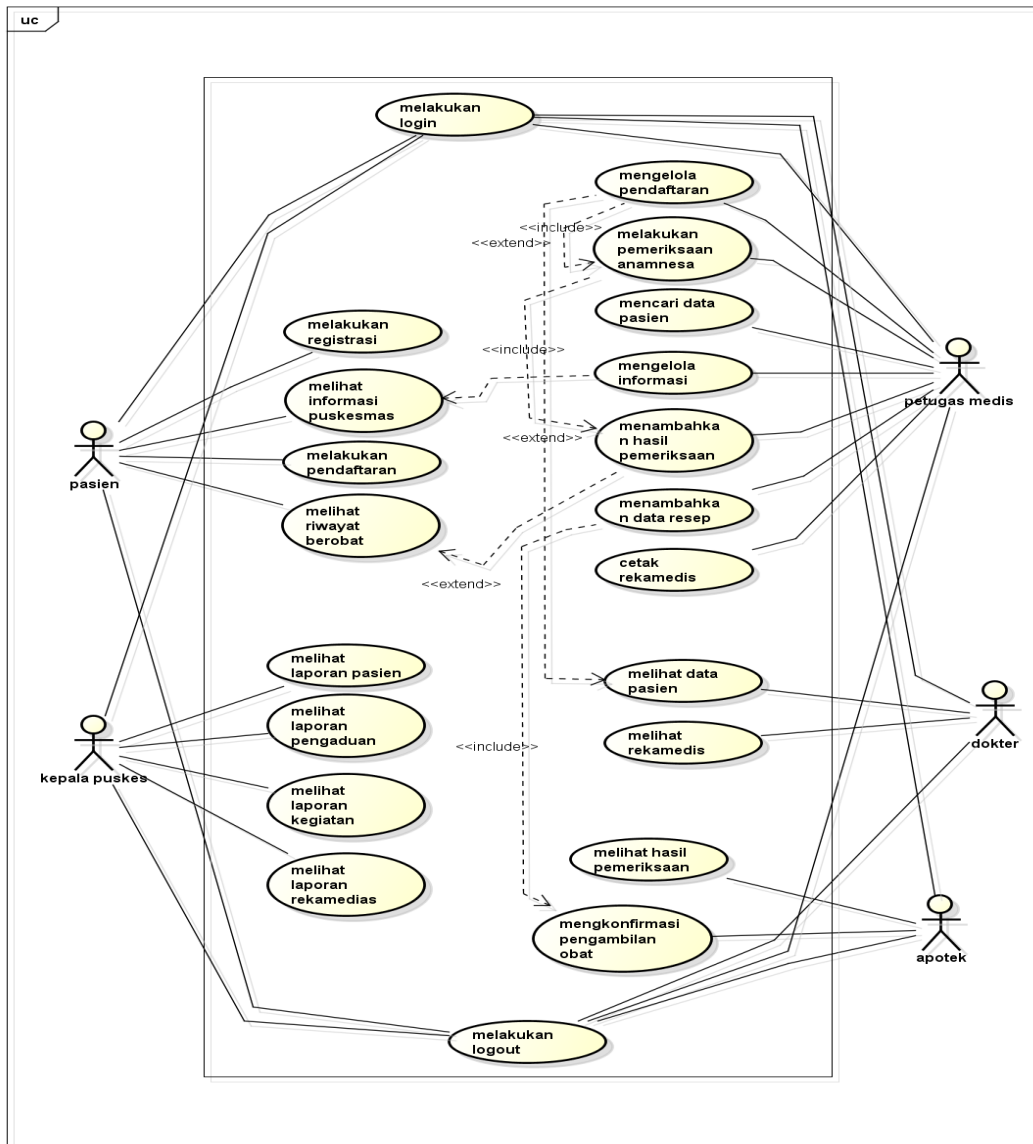 uc
melakukan
login
mengelola
pendaftaran
<<include>>
<<extend>>
melakukan
pemeriksaan
anamnesa
mencari data
pasien
melakukan
registrasi
<<include>>
mengelola
informasi
melihat
informasi
puskesmas
petugas medis
menambahka
n hasil
pemeriksaan
<<extend>>
pasien
melakukan
pendaftaran
menambahka
n data resep
melihat
riwayat
berobat
cetak
rekamedis
<<extend>>
melihat
laporan pasien
melihat data
pasien
melihat
laporan
pengaduan
melihat
rekamedis
<<include>>
dokter
kepala puskes
melihat
laporan
kegiatan
melihat hasil
pemeriksaan
melihat
laporan
rekamedias
mengkonfirmasi
pengambilan
obat
apotek
melakukan
logout